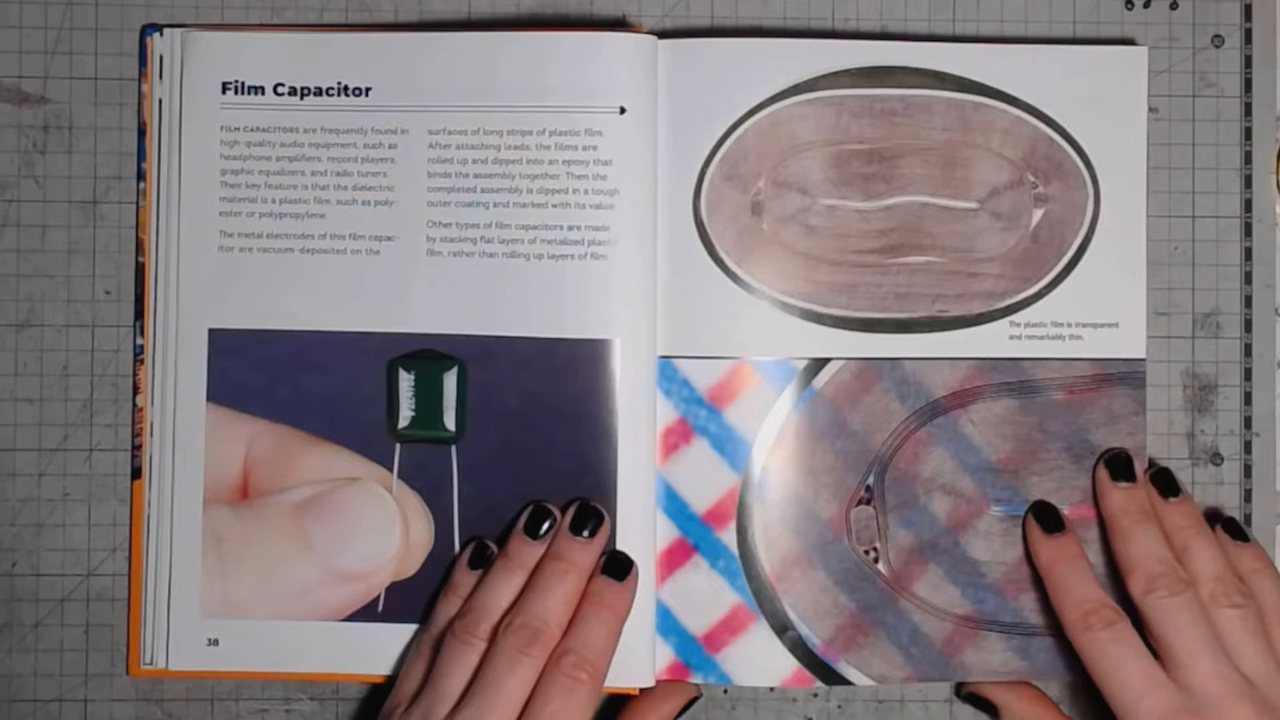 Film Capacitor
FILM CAPACITORS are frequently found in
high-quality audio equipment, such as
headphone amplifiers, record players,
graphic equalizers, and radio tuners.
Their key feature is that the dielectric
material is a plastic film, such as poly-
ester or polypropylene.
The metal electrodes of this film capac-
itor are vacuum-deposited on the
surfaces of long strips of plastic film.
After attaching leads, the films are
rolled up and dipped into an epoxy that
binds the assembly together. Then the
completed assembly is dipped in a tough
outer coating and marked with its value.
Other types of film capacitors are made
by stacking flat layers of metalized plastic
film, rather than rolling up layers of film.
38
The plastic film is transparent
and remarkably thin.